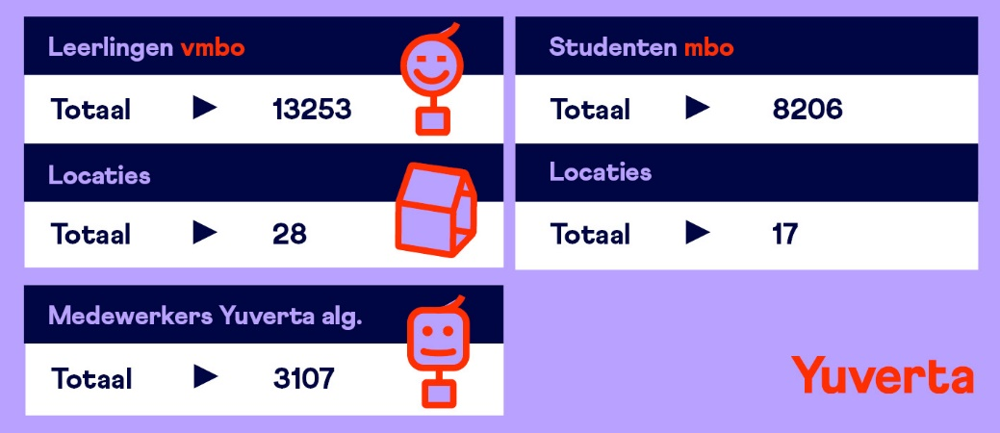 Leerlingen vmbo
Totaal ▶ 13253
Locaties
Totaal ▶ 28
Studenten mbo
Totaal ▶ 8206
Locaties
Totaal ▶ 17
Medewerkers Yuverta alg.
Totaal ▶ 3107
Yuverta